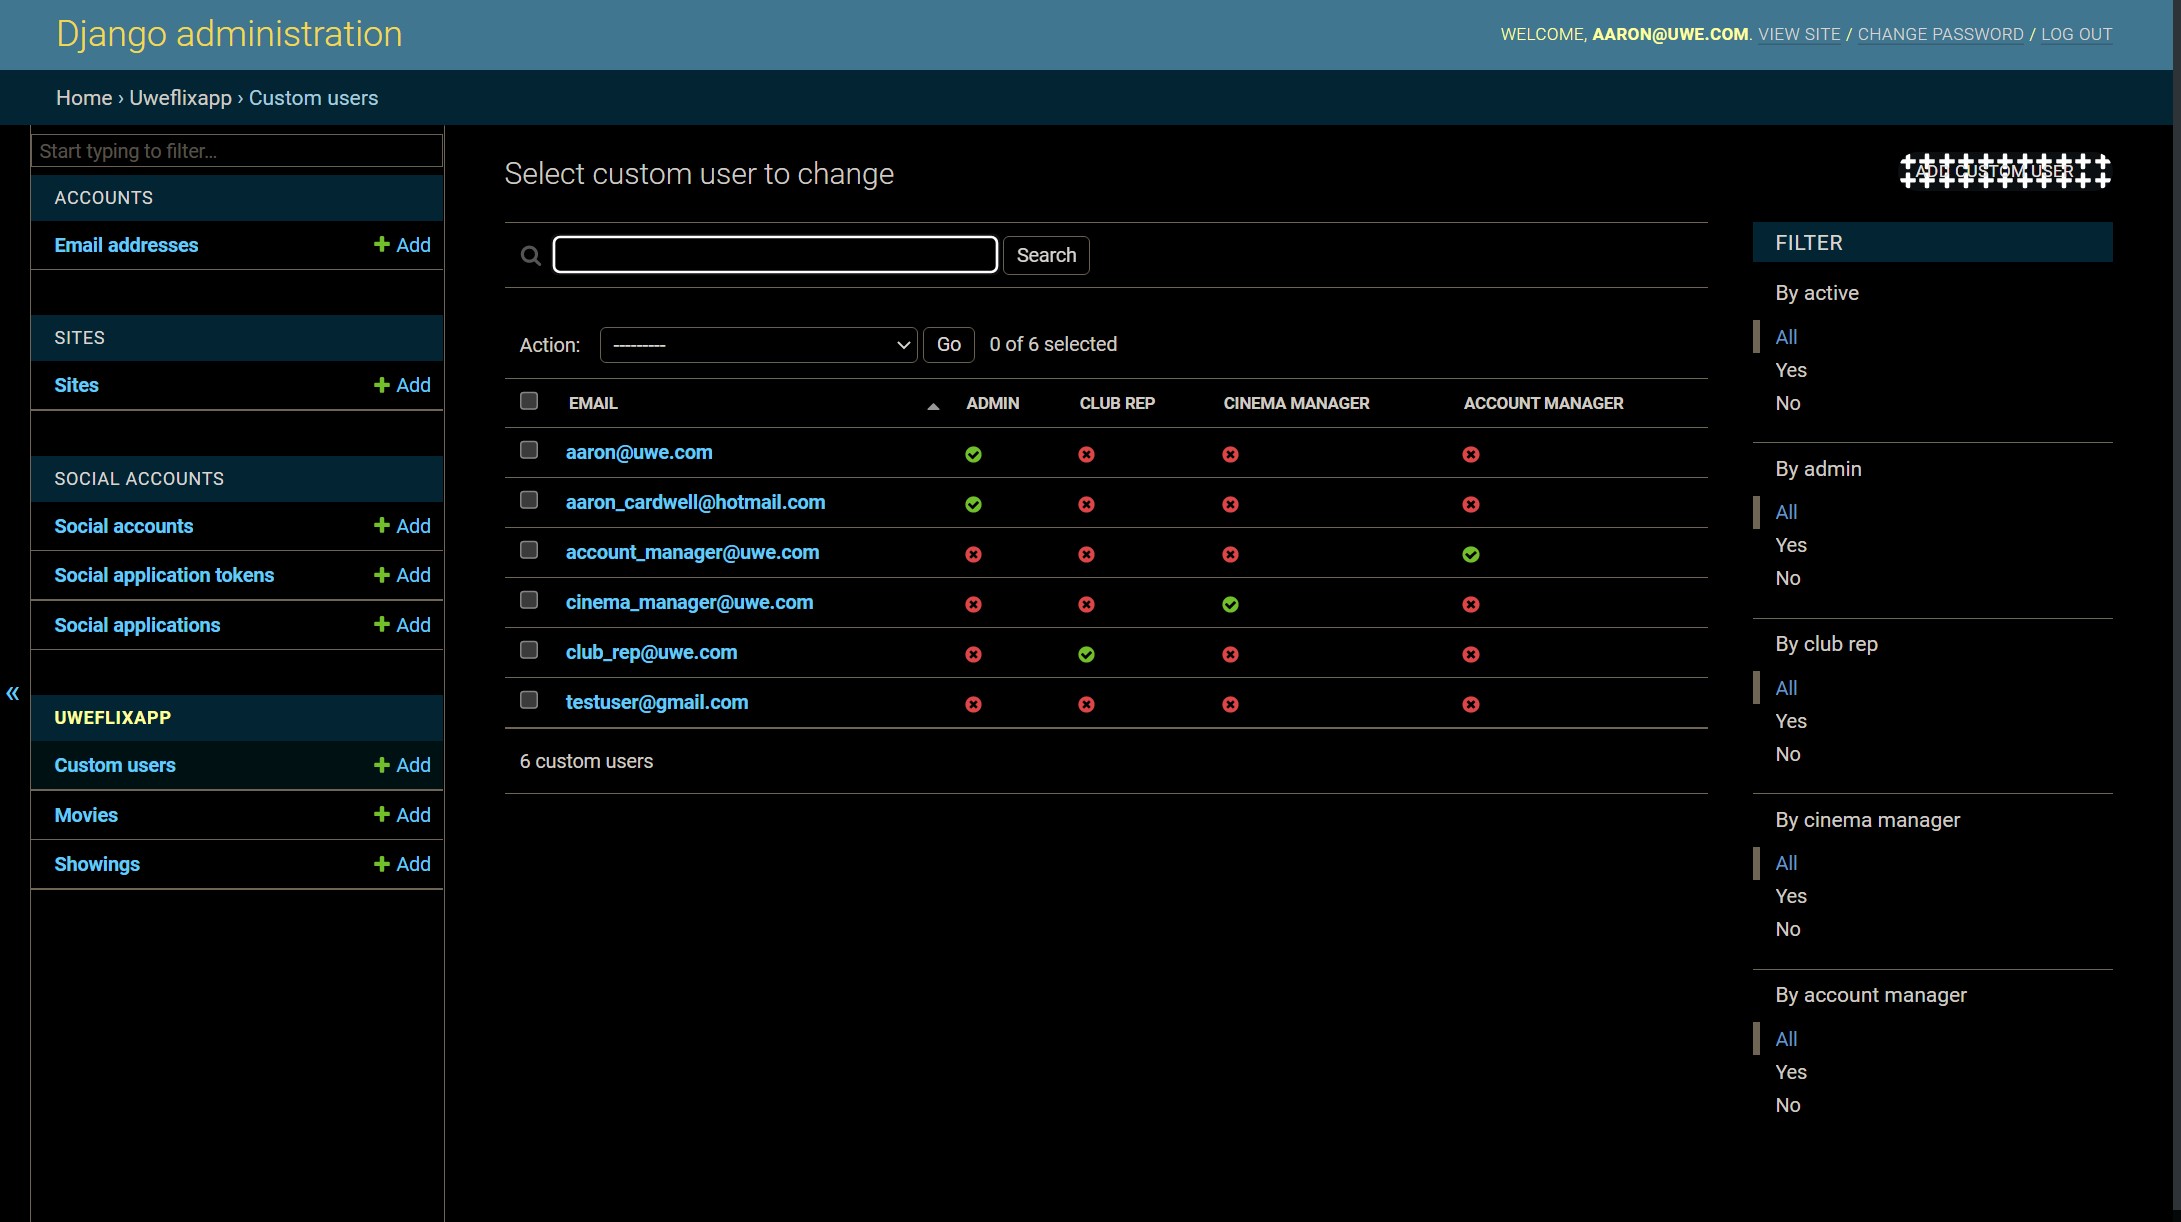 Django administration
WELCOME, AARON@UWE.COM. VIEW SITE / CHANGE PASSWORD / LOG OUT
Home › Uweflixapp › Custom users
Start typing to filter...
ACCOUNTS
Email addresses Add
SITES
Sites Add
SOCIAL ACCOUNTS
Social accounts Add
Social application tokens Add
Social applications Add
«
UWEFLIXAPP
Custom users Add
Movies Add
Showings Add
Select custom user to change
ADD CUSTOM USER
Search
Action: --------- Go 0 of 6 selected
EMAIL ADMIN CLUB REP CINEMA MANAGER ACCOUNT MANAGER
aaron@uwe.com
aaron_cardwell@hotmail.com
account_manager@uwe.com
cinema_manager@uwe.com
club_rep@uwe.com
testuser@gmail.com
6 custom users
FILTER
By active
All
Yes
No
By admin
All
Yes
No
By club rep
All
Yes
No
By cinema manager
All
Yes
No
By account manager
All
Yes
No